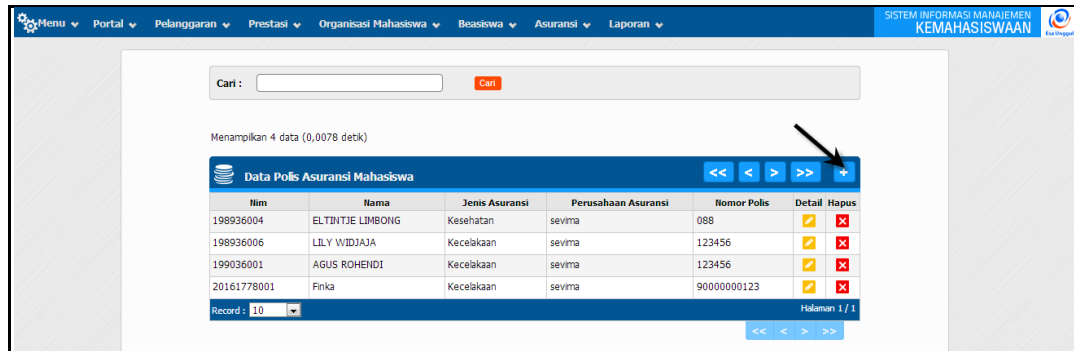 Menu Portal Pelanggaran Prestasi Organisasi Mahasiswa Beasiswa Asuransi Laporan
SISTEM INFORMASI MANAJEMEN
KEMAHASISWAAN
Esa Unggul
Cari : Cari
Menampilkan 4 data (0,0078 detik)
Data Polis Asuransi Mahasiswa << < > >> +
Nim Nama Jenis Asuransi Perusahaan Asuransi Nomor Polis Detail Hapus
198936004 ELTINTJE LIMBONG Kesehatan sevima 088
198936006 LILY WIDJAJA Kecelakaan sevima 123456
199036001 AGUS ROHENDI Kecelakaan sevima 123456
20161778001 Finka Kecelakaan sevima 90000000123
Record : 10 Halaman 1 / 1
<< < > >>